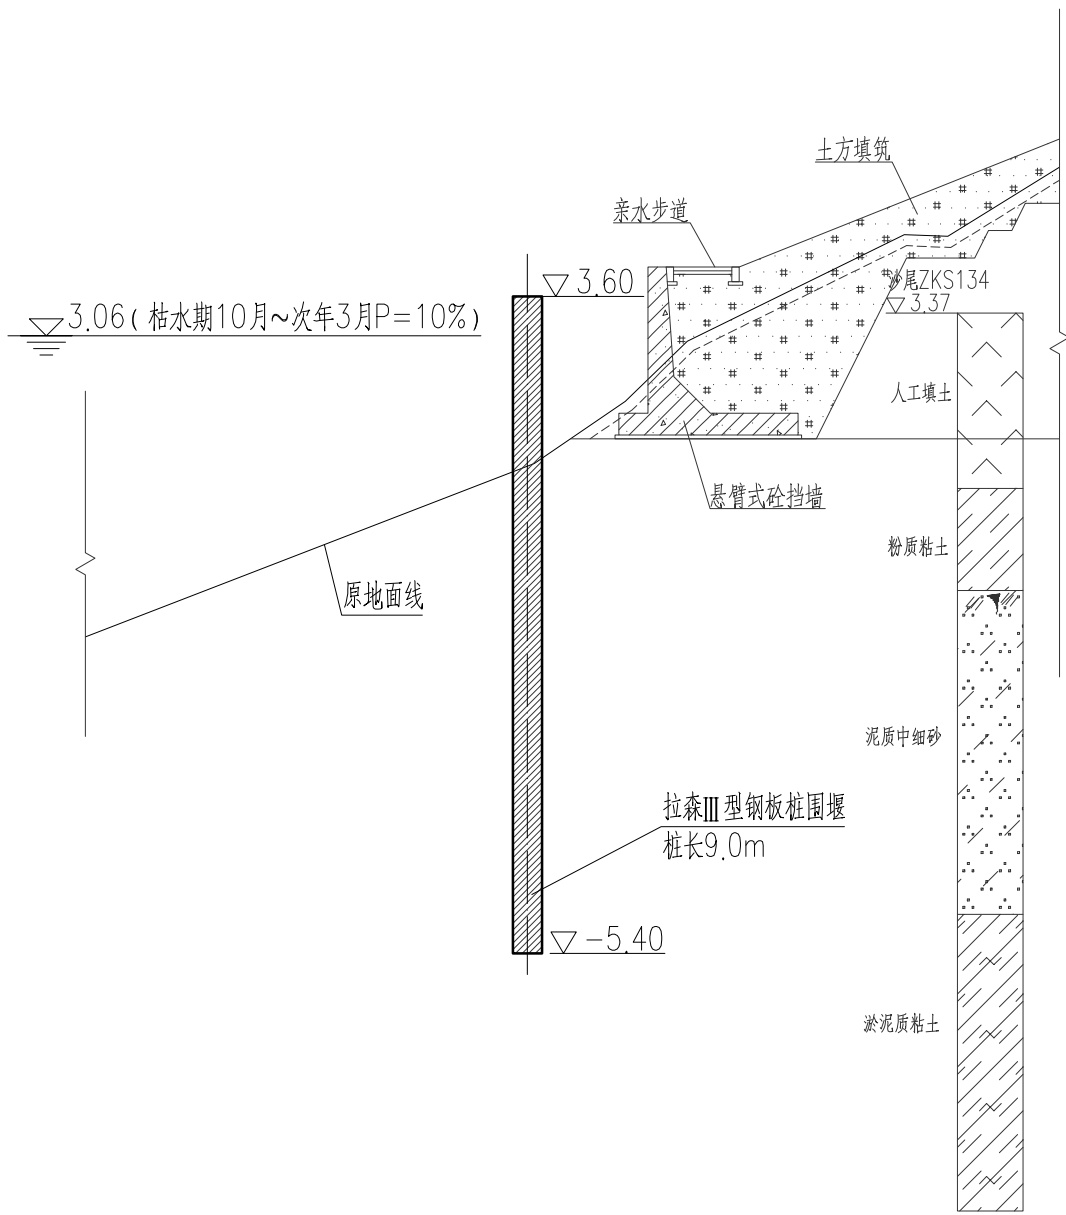 土方填筑
亲水步道
3.60
沙尾ZKS134
3.37
3.06(枯水期10月~次年3月P=10%)
人工填土
悬臂式砼挡墙
粉质粘土
原地面线
泥质中细砂
拉森Ⅲ型钢板桩围堰
桩长9.0m
-5.40
淤泥质粘土